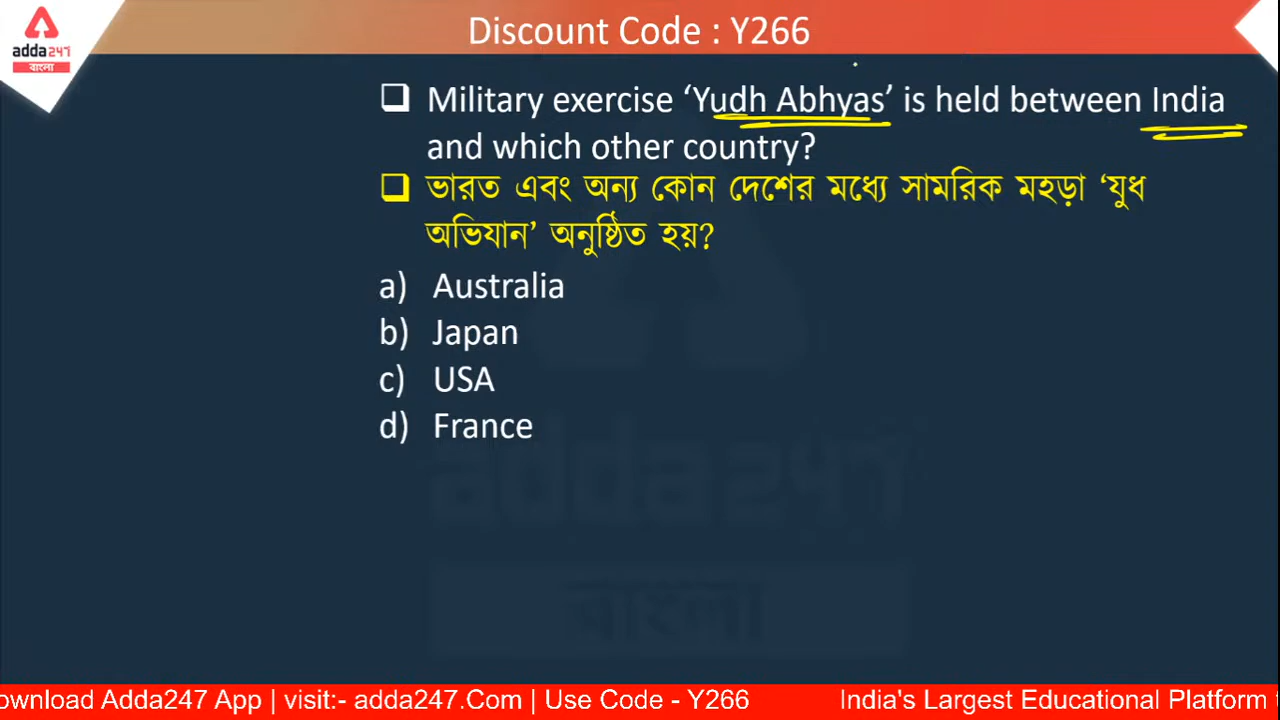 Discount Code : Y266
adda247
বাংলা
Military exercise ‘Yudh Abhyas’ is held between India
and which other country?
ভারত এবং অন্য কোন দেশের মধ্যে সামরিক মহড়া ‘যুধ
অভিযান’ অনুষ্ঠিত হয়?
a) Australia
b) Japan
c) USA
d) France
adda247
বাংলা
ownload Adda247 App | visit:- adda247.Com | Use Code - Y266 India's Largest Educational Platform